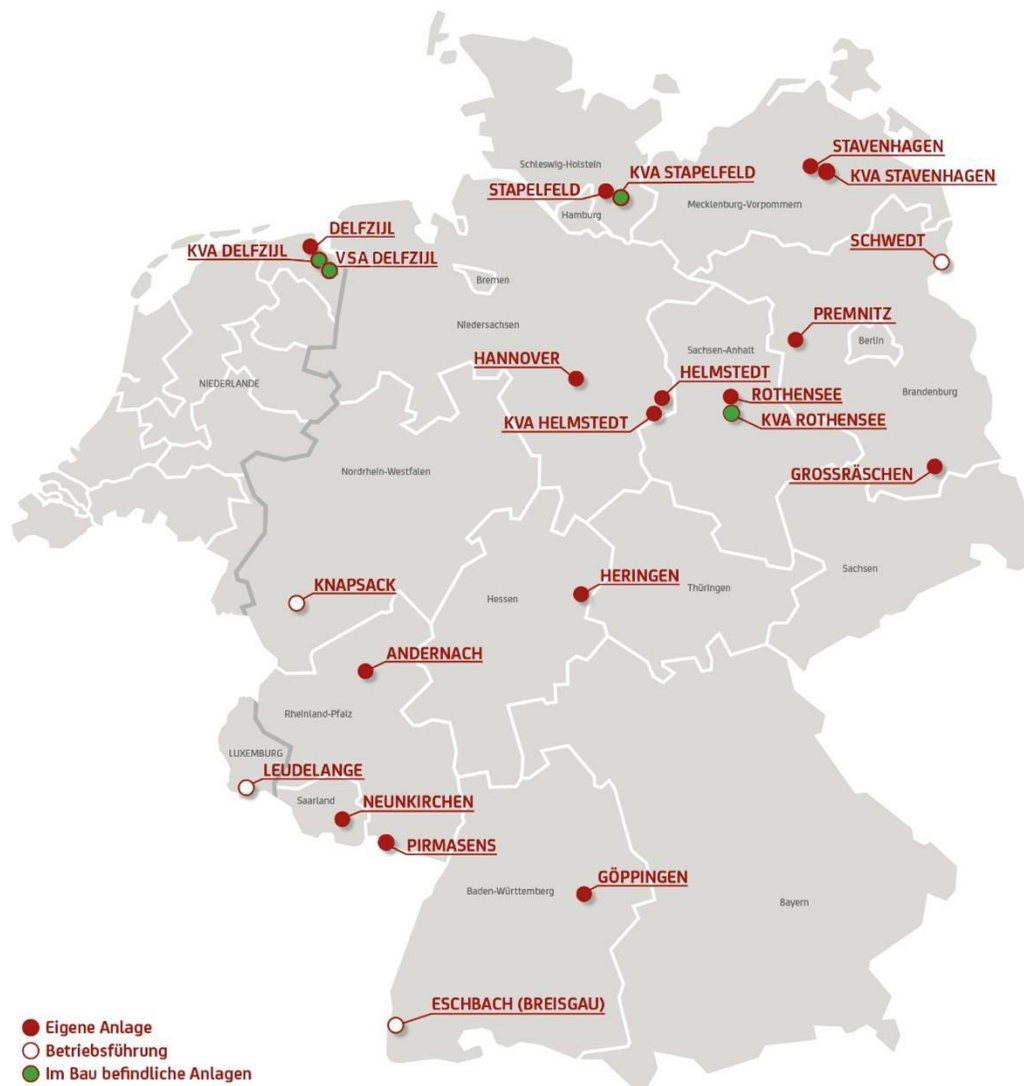 STAVENHAGEN
Schleswig-Holstein
KVA STAPELFELD
KVA STAVENHAGEN
STAPELFELD
Mecklenburg-Vorpommern
Hamburg
DELFZIJL
SCHWEDT
KVA DELFZIJL
VSA DELFZIJL
Bremen
PREMNITZ
Niedersachsen
Berlin
Sachsen-Anhalt
HANNOVER
HELMSTEDT
NIEDERLANDE
ROTHENSEE
Brandenburg
KVA HELMSTEDT
KVA ROTHENSEE
Nordrhein-Westfalen
GROSSRÄSCHEN
Sachsen
HERINGEN
KNAPSACK
Thüringen
Hessen
ANDERNACH
Rheinland-Pfalz
LUXEMBURG
LEUDELANGE
Saarland
NEUNKIRCHEN
PIRMASENS
GÖPPINGEN
Baden-Württemberg
Bayern
ESCHBACH (BREISGAU)
Eigene Anlage
Betriebsführung
Im Bau befindliche Anlagen